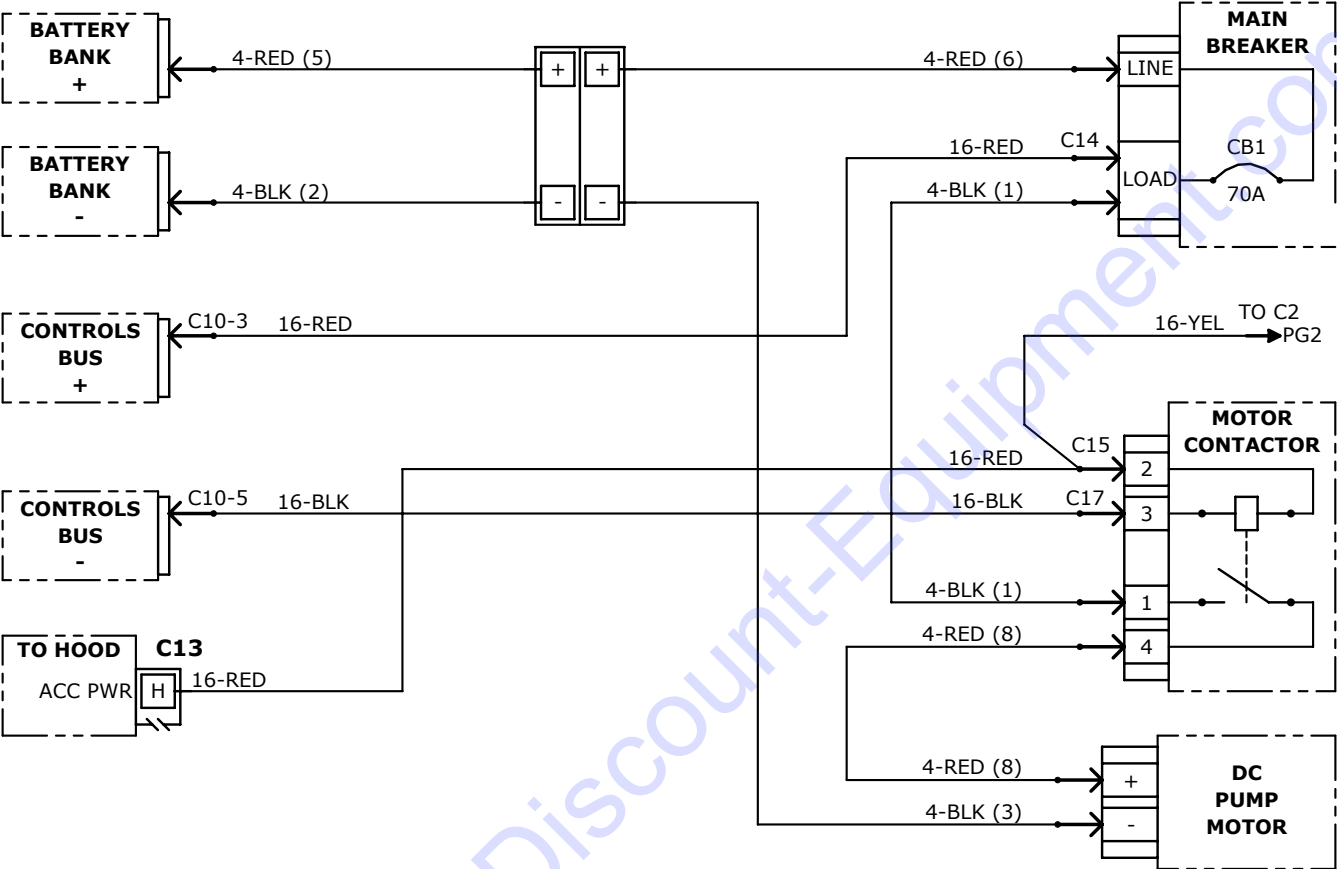 BATTERY
BANK
+
4-RED (5)
+ +
4-RED (6)
LINE
MAIN
BREAKER
BATTERY
BANK
-
4-BLK (2)
- -
16-RED
C14
4-BLK (1)
LOAD
CB1
70A
CONTROLS
BUS
+
C10-3
16-RED
16-YEL
TO C2
PG2
MOTOR
CONTACTOR
16-RED
C15
2
CONTROLS
BUS
-
C10-5
16-BLK
16-BLK
C17
3
4-BLK (1)
1
4-RED (8)
4
TO HOOD
C13
ACC PWR
H
16-RED
4-RED (8)
+
4-BLK (3)
-
DC
PUMP
MOTOR
Discount-Equipment.com